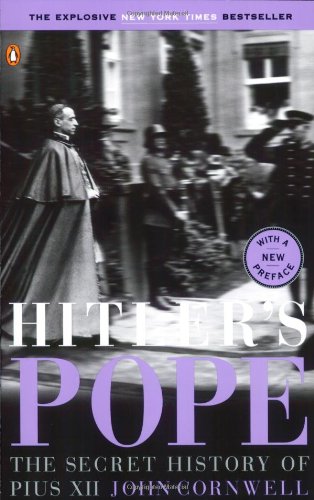 THE EXPLOSIVE NEW YORK TIMES BESTSELLER
WITH A
NEW
PREFACE
HITLER'S
POPE
THE SECRET HISTORY OF
PIUS XII JOHN CORNWELL